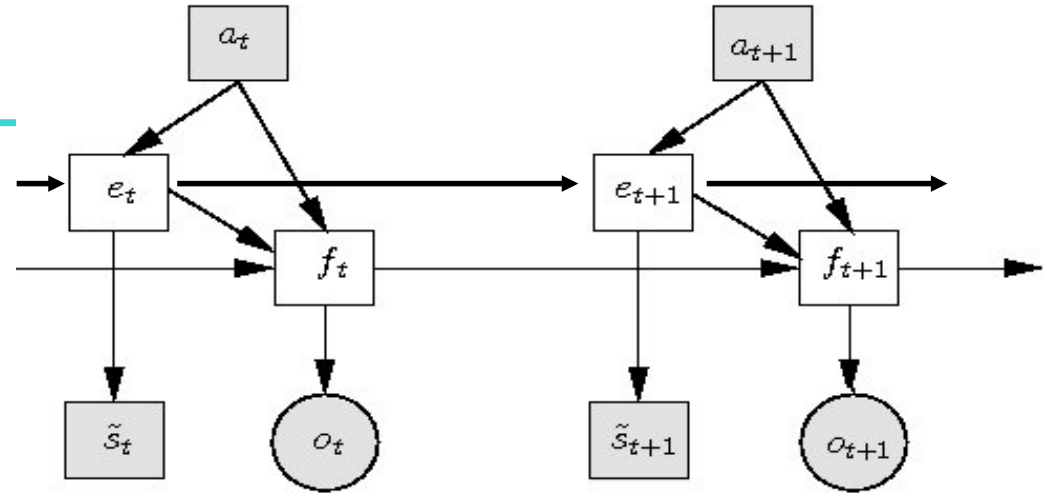 a_t a_{t+1}
e_t e_{t+1}
f_t f_{t+1}
s̃_t o_t s̃_{t+1} o_{t+1}